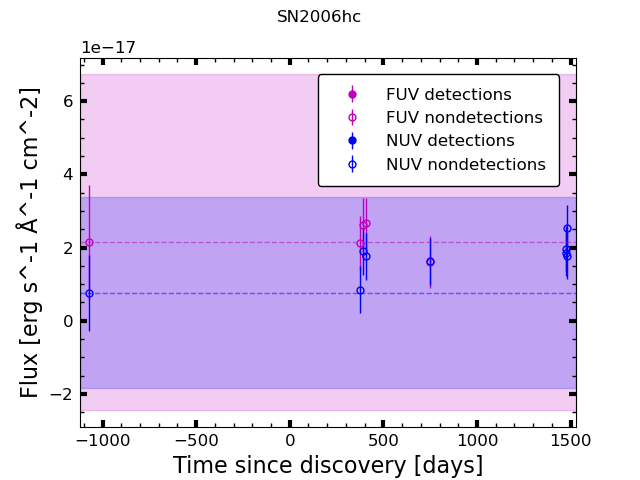 SN2006hc
1e−17
FUV detections
FUV nondetections
NUV detections
NUV nondetections
6
4
2
0
−2
Flux [erg s^-1 Å^-1 cm^-2]
−1000
−500
0
500
1000
1500
Time since discovery [days]